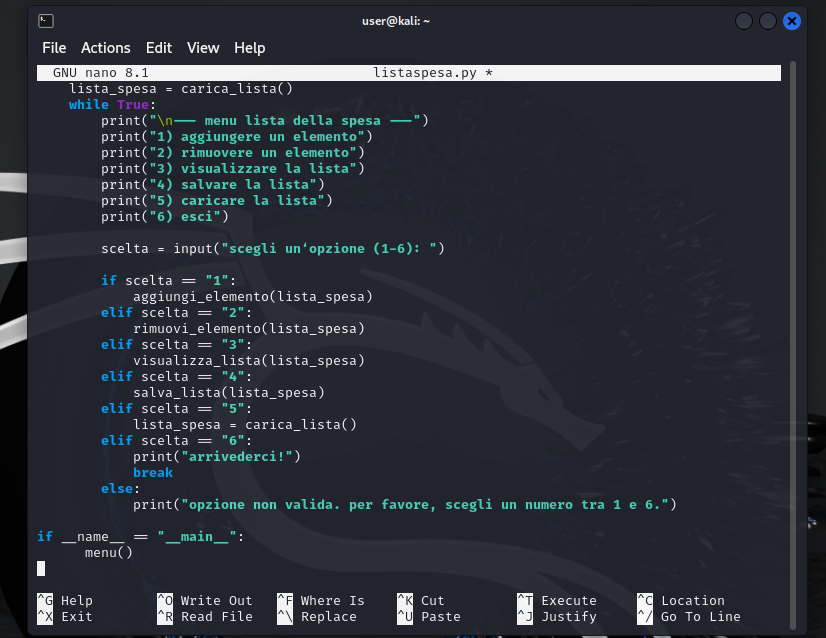 user@kali: ~
File Actions Edit View Help
GNU nano 8.1 listaspesa.py *
    lista_spesa = carica_lista()
    while True:
        print("\n--- menu lista della spesa ---")
        print("1) aggiungere un elemento")
        print("2) rimuovere un elemento")
        print("3) visualizzare la lista")
        print("4) salvare la lista")
        print("5) caricare la lista")
        print("6) esci")

        scelta = input("scegli un‘opzione (1-6): ")

        if scelta == "1":
            aggiungi_elemento(lista_spesa)
        elif scelta == "2":
            rimuovi_elemento(lista_spesa)
        elif scelta == "3":
            visualizza_lista(lista_spesa)
        elif scelta == "4":
            salva_lista(lista_spesa)
        elif scelta == "5":
            lista_spesa = carica_lista()
        elif scelta == "6":
            print("arrivederci!")
            break
        else:
            print("opzione non valida. per favore, scegli un numero tra 1 e 6.")

if __name__ == "__main__":
      menu()
^G Help ^O Write Out ^F Where Is ^K Cut ^T Execute ^C Location
^X Exit ^R Read File ^\ Replace ^U Paste ^J Justify ^/ Go To Line